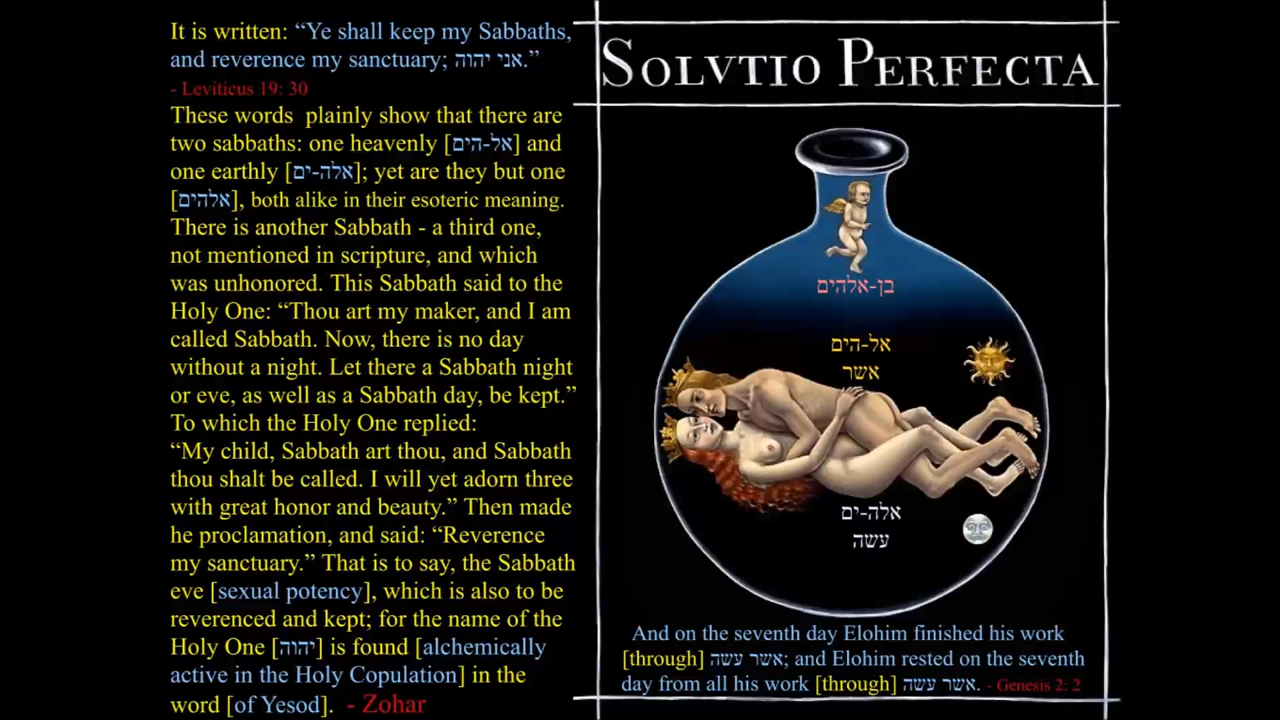 It is written: “Ye shall keep my Sabbaths,
and reverence my sanctuary; אני יהוה.”
- Leviticus 19: 30
These words plainly show that there are
two sabbaths: one heavenly [אל-הים] and
one earthly [אלה-ים]; yet are they but one
[אלהים], both alike in their esoteric meaning.
There is another Sabbath - a third one,
not mentioned in scripture, and which
was unhonored. This Sabbath said to the
Holy One: “Thou art my maker, and I am
called Sabbath. Now, there is no day
without a night. Let there a Sabbath night
or eve, as well as a Sabbath day, be kept.”
To which the Holy One replied:
“My child, Sabbath art thou, and Sabbath
thou shalt be called. I will yet adorn three
with great honor and beauty.” Then made
he proclamation, and said: “Reverence
my sanctuary.” That is to say, the Sabbath
eve [sexual potency], which is also to be
reverenced and kept; for the name of the
Holy One [יהוה] is found [alchemically
active in the Holy Copulation] in the
word [of Yesod]. - Zohar
SOLVTIO PERFECTA
בן-אלהים
אל-הים
אשר
אלה-ים
עשה
And on the seventh day Elohim finished his work
[through] אשר עשה; and Elohim rested on the seventh
day from all his work [through] אשר עשה. - Genesis 2: 2